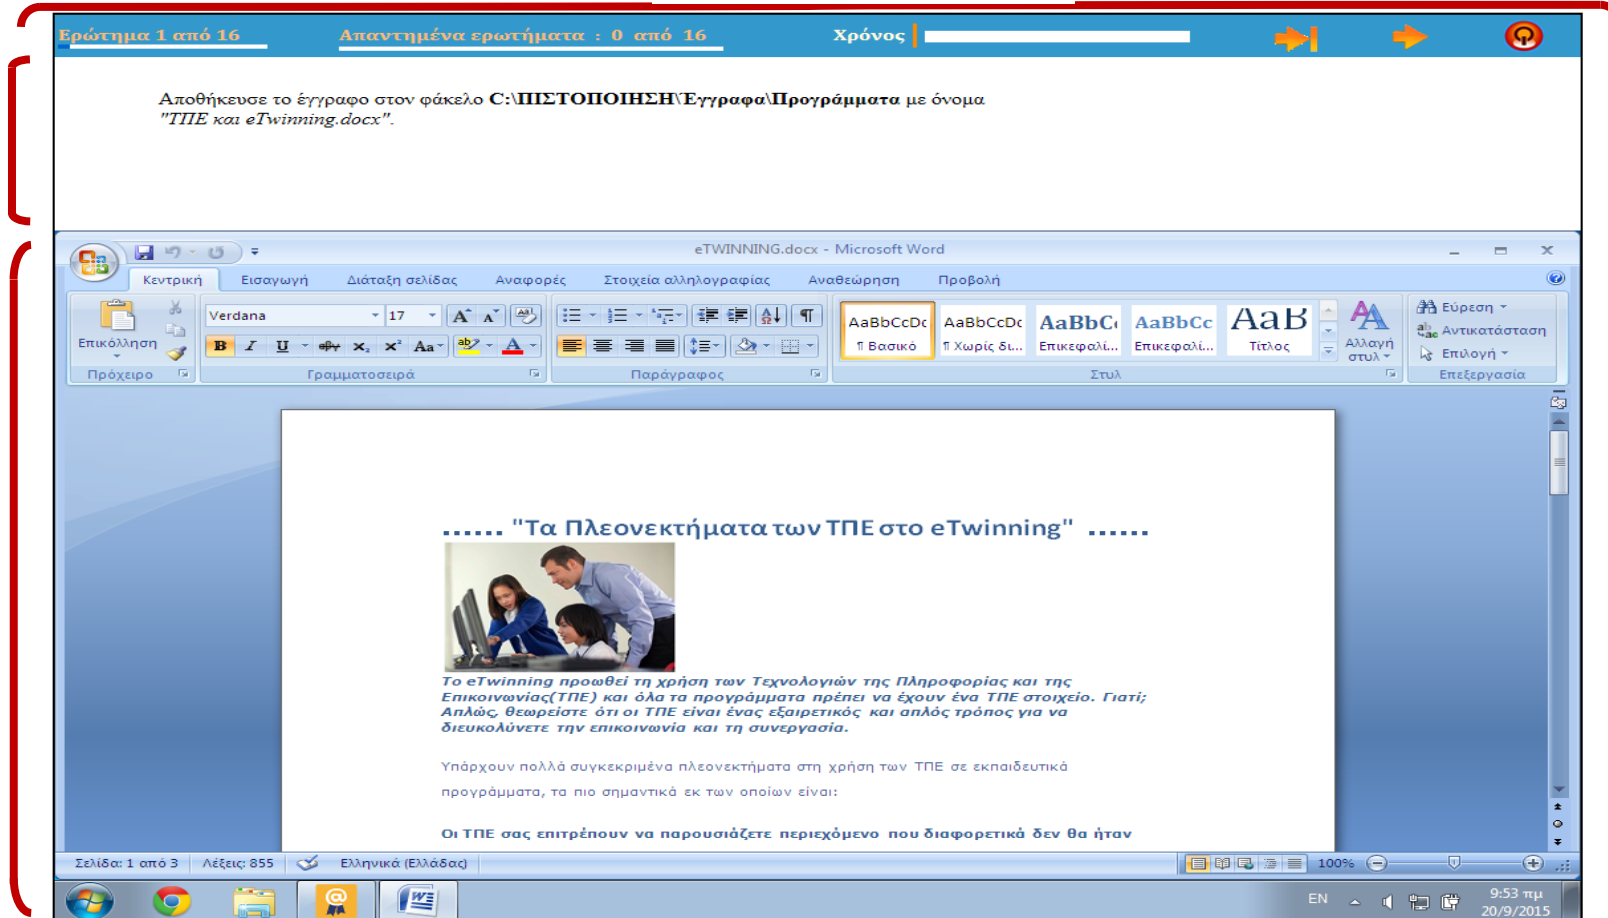 Ερώτημα 1 από 16
Απαντημένα ερωτήματα : 0 από 16
Χρόνος
Αποθήκευσε το έγγραφο στον φάκελο C:\ΠΙΣΤΟΠΟΙΗΣΗ\Έγγραφα\Προγράμματα με όνομα
"ΤΠΕ και eTwinning.docx".
eTWINNING.docx - Microsoft Word
Κεντρική Εισαγωγή Διάταξη σελίδας Αναφορές Στοιχεία αλληλογραφίας Αναθεώρηση Προβολή
Επικόλληση
Πρόχειρο
Verdana 17
Γραμματοσειρά
Παράγραφος
AaBbCcDc AaBbCcDc AaBbC AaBbCc AaB
¶ Βασικό ¶ Χωρίς δι... Επικεφαλί... Επικεφαλί... Τίτλος
Αλλαγή
στυλ
Στυλ
Εύρεση
Αντικατάσταση
Επιλογή
Επεξεργασία
...... "Τα Πλεονεκτήματα των ΤΠΕ στο eTwinning" ......
Το eTwinning προωθεί τη χρήση των Τεχνολογιών της Πληροφορίας και της
Επικοινωνίας(ΤΠΕ) και όλα τα προγράμματα πρέπει να έχουν ένα ΤΠΕ στοιχείο. Γιατί;
Απλώς, θεωρείστε ότι οι ΤΠΕ είναι ένας εξαιρετικός και απλός τρόπος για να
διευκολύνετε την επικοινωνία και τη συνεργασία.
Υπάρχουν πολλά συγκεκριμένα πλεονεκτήματα στη χρήση των ΤΠΕ σε εκπαιδευτικά
προγράμματα, τα πιο σημαντικά εκ των οποίων είναι:
Οι ΤΠΕ σας επιτρέπουν να παρουσιάζετε περιεχόμενο που διαφορετικά δεν θα ήταν
Σελίδα: 1 από 3 Λέξεις: 855 Ελληνικά (Ελλάδας) 100%
EN 9:53 πμ
20/9/2015